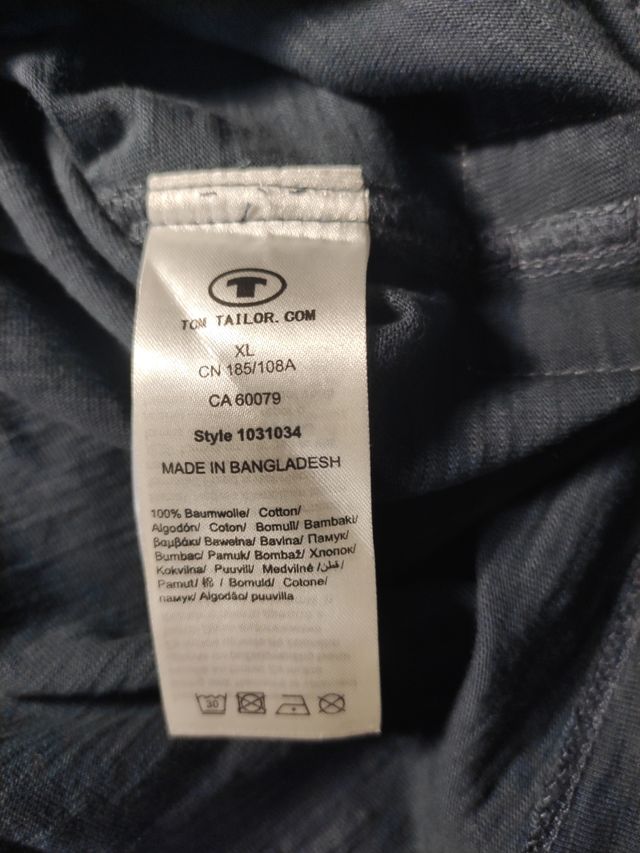 T
TOM TAILOR.COM
XL
CN 185/108A
CA 60079
Style 1031034
MADE IN BANGLADESH
100% Baumwolle/ Cotton/
Algodón/ Coton/ Bomull/ Bambaki/
βαμβάκι/ Bawełna/ Bavlna/ Памук/
Bumbac/ Pamuk/ Bombaž/ Хлопок/
Kokvilna/ Puuvill/ Medvilnė /قطن/
Pamut/ 棉 / Bomuld/ Cotone/
памук/ Algodão/ puuvilla
30